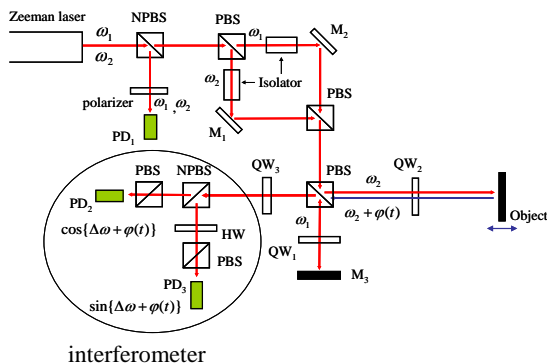 Zeeman laser
ω₁
ω₂
NPBS
PBS
ω₁
M₂
ω₂
Isolator
polarizer
ω₁, ω₂
PD₁
M₁
PBS
PBS
NPBS
QW₃
PBS
ω₂
QW₂
PD₂
ω₁
ω₂ + φ(t)
Object
cos{Δω + φ(t)}
HW
QW₁
PBS
M₃
PD₃
sin{Δω + φ(t)}
interferometer